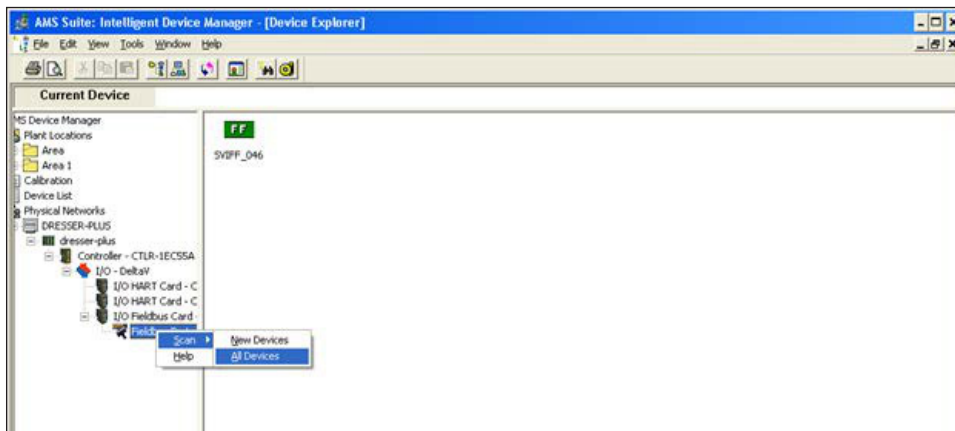 AMS Suite: Intelligent Device Manager - [Device Explorer]
File Edit View Tools Window Help
Current Device
MS Device Manager
Plant Locations
Area
Area 1
Calibration
Device List
Physical Networks
DRESSER-PLUS
dresser-plus
Controller - CTLR-1EC55A
I/O - DeltaV
I/O HART Card - C
I/O HART Card - C
I/O Fieldbus Card -
Scan
Help
New Devices
All Devices
FF
SVIFF_046